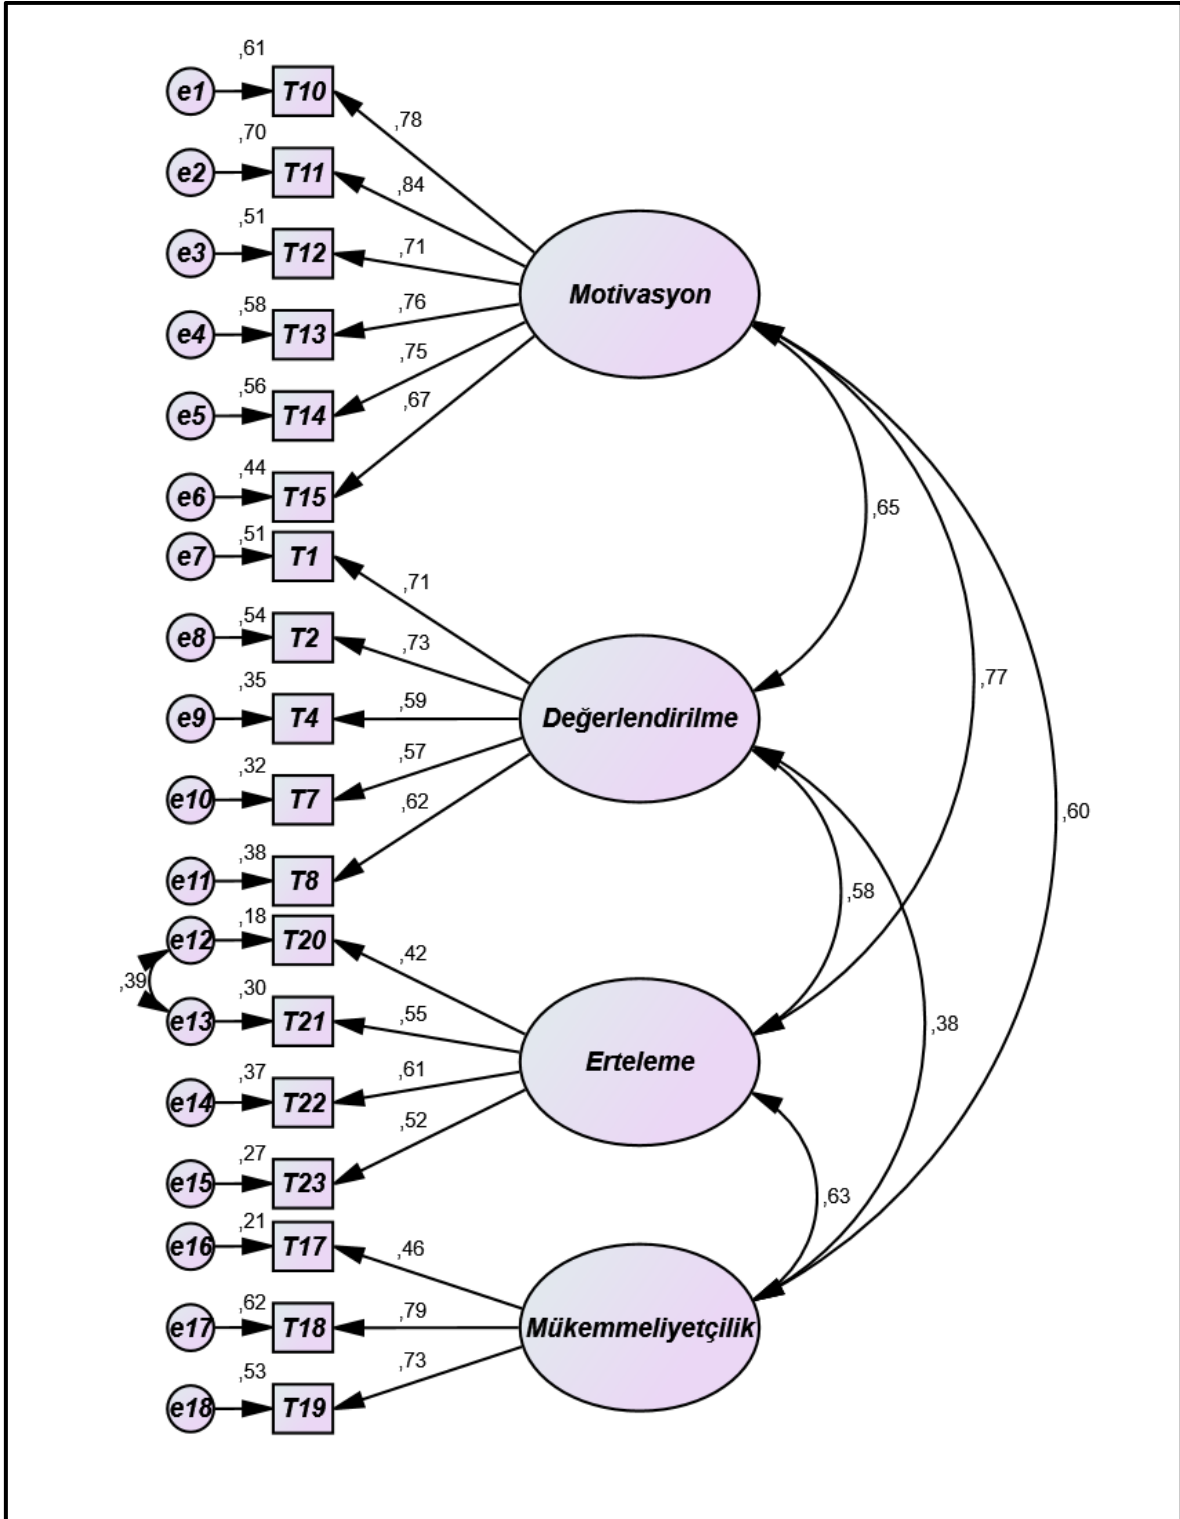 ,61
e1
T10
,78
,70
e2
T11
,84
,51
e3
T12
,71
Motivasyon
,58
e4
T13
,76
,75
,56
e5
T14
,67
,44
e6
T15
,65
,51
e7
T1
,71
,54
e8
T2
,73
,77
,35
e9
T4
,59
Değerlendirilme
,32
e10
T7
,57
,62
,60
,38
e11
T8
,58
,18
e12
T20
,42
,39
,30
e13
T21
,55
,38
,37
e14
T22
,61
Erteleme
,52
,27
e15
T23
,63
,21
e16
T17
,46
,62
e17
T18
,79
Mükemmeliyetçilik
,73
,53
e18
T19